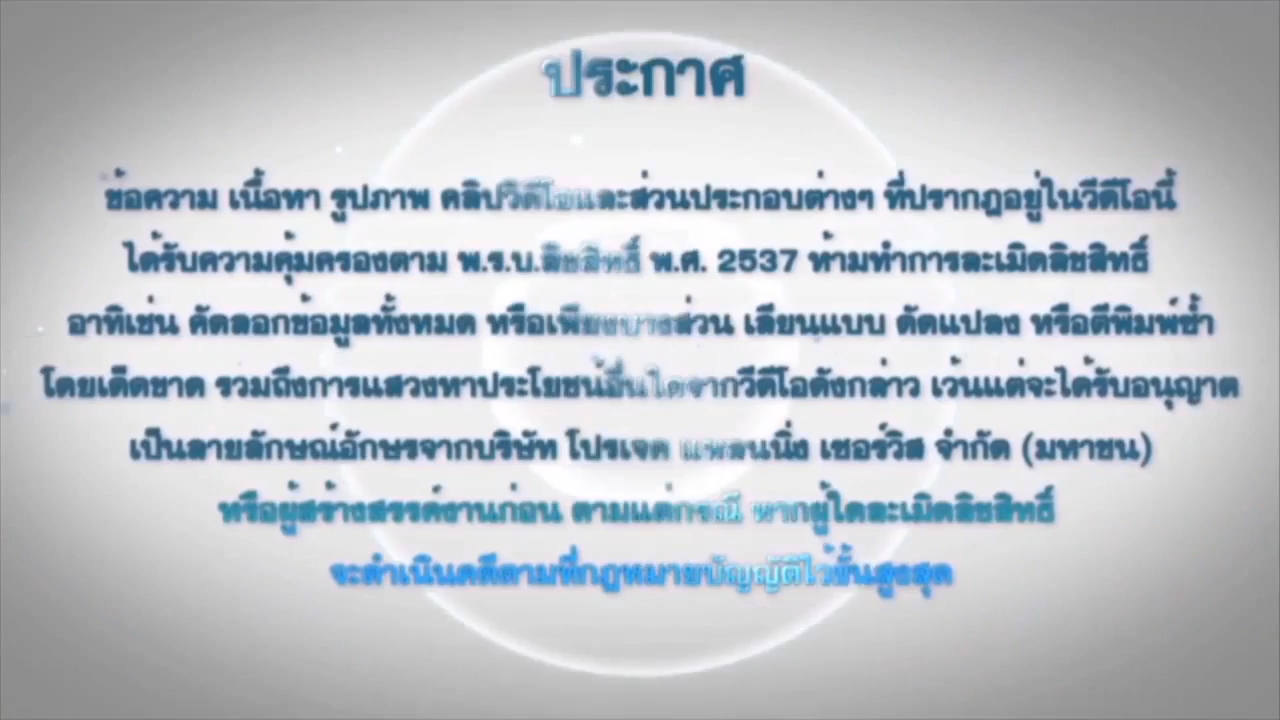 ประกาศ
ข้อความ เนื้อหา รูปภาพ คลิปวีดีโอและส่วนประกอบต่างๆ ที่ปรากฎอยู่ในวีดีโอนี้
ได้รับความคุ้มครองตาม พ.ร.บ.ลิขสิทธิ์ พ.ศ. 2537 ห้ามทำการละเมิดลิขสิทธิ์
อาทิเช่น คัดลอกข้อมูลทั้งหมด หรือเพียงบางส่วน เลียนแบบ ดัดแปลง หรือตีพิมพ์ซ้ำ
โดยเด็ดขาด รวมถึงการแสวงหาประโยชน์อื่นใดจากวีดีโอดังกล่าว เว้นแต่จะได้รับอนุญาต
เป็นลายลักษณ์อักษรจากบริษัท โปรเจค แพลนนิ่ง เซอร์วิส จำกัด (มหาชน)
หรือผู้สร้างสรรค์งานก่อน ตามแต่กรณี หากผู้ใดละเมิดลิขสิทธิ์
จะดำเนินคดีตามที่กฎหมายบัญญัติไว้ขั้นสูงสุด